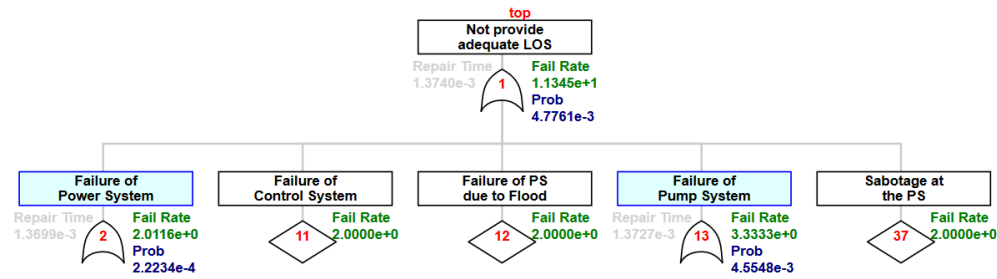 top
Not provide
adequate LOS
Repair Time
1.3740e-3
1
Fail Rate
1.1345e+1
Prob
4.7761e-3
Failure of
Power System
Repair Time
1.3699e-3
2
Fail Rate
2.0116e+0
Prob
2.2234e-4
Failure of
Control System
11
Fail Rate
2.0000e+0
Failure of PS
due to Flood
12
Fail Rate
2.0000e+0
Failure of
Pump System
Repair Time
1.3727e-3
13
Fail Rate
3.3333e+0
Prob
4.5548e-3
Sabotage at
the PS
37
Fail Rate
2.0000e+0